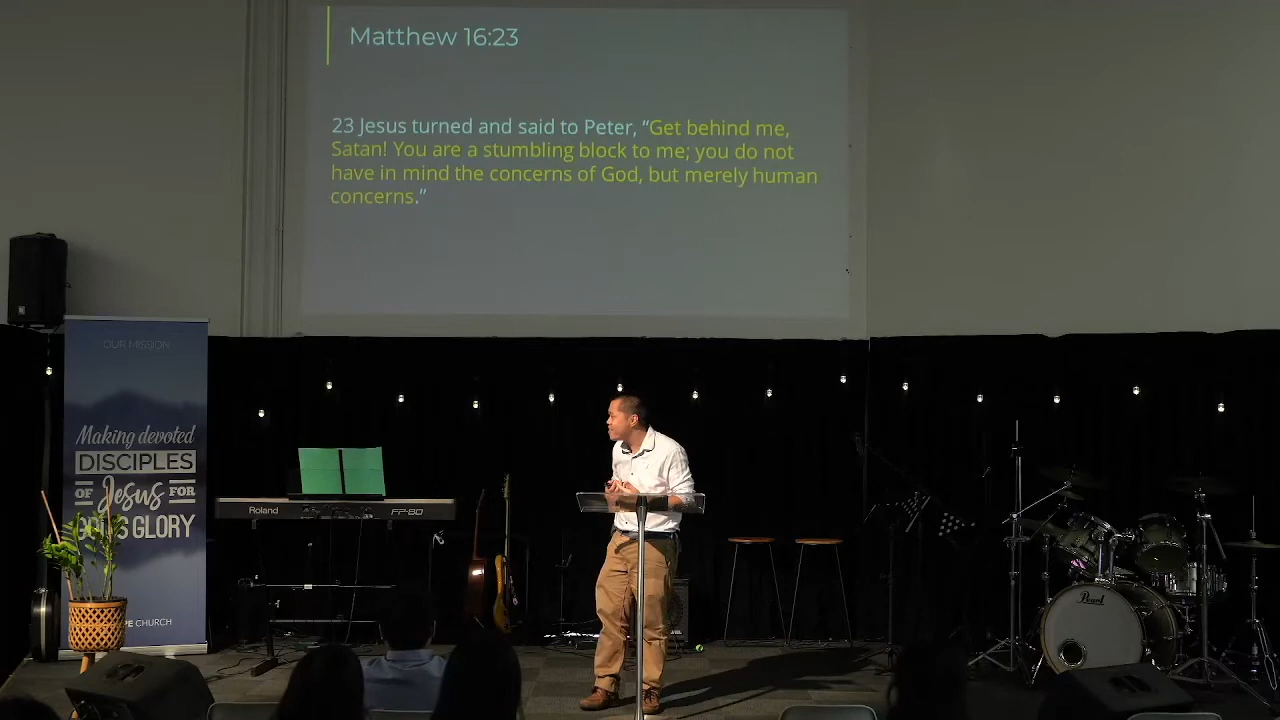 Matthew 16:23
23 Jesus turned and said to Peter, “Get behind me,
Satan! You are a stumbling block to me; you do not
have in mind the concerns of God, but merely human
concerns.”
OUR MISSION
Making devoted
DISCIPLES
OF Jesus FOR
GLORY
CHURCH
Roland
FP-80
Pearl